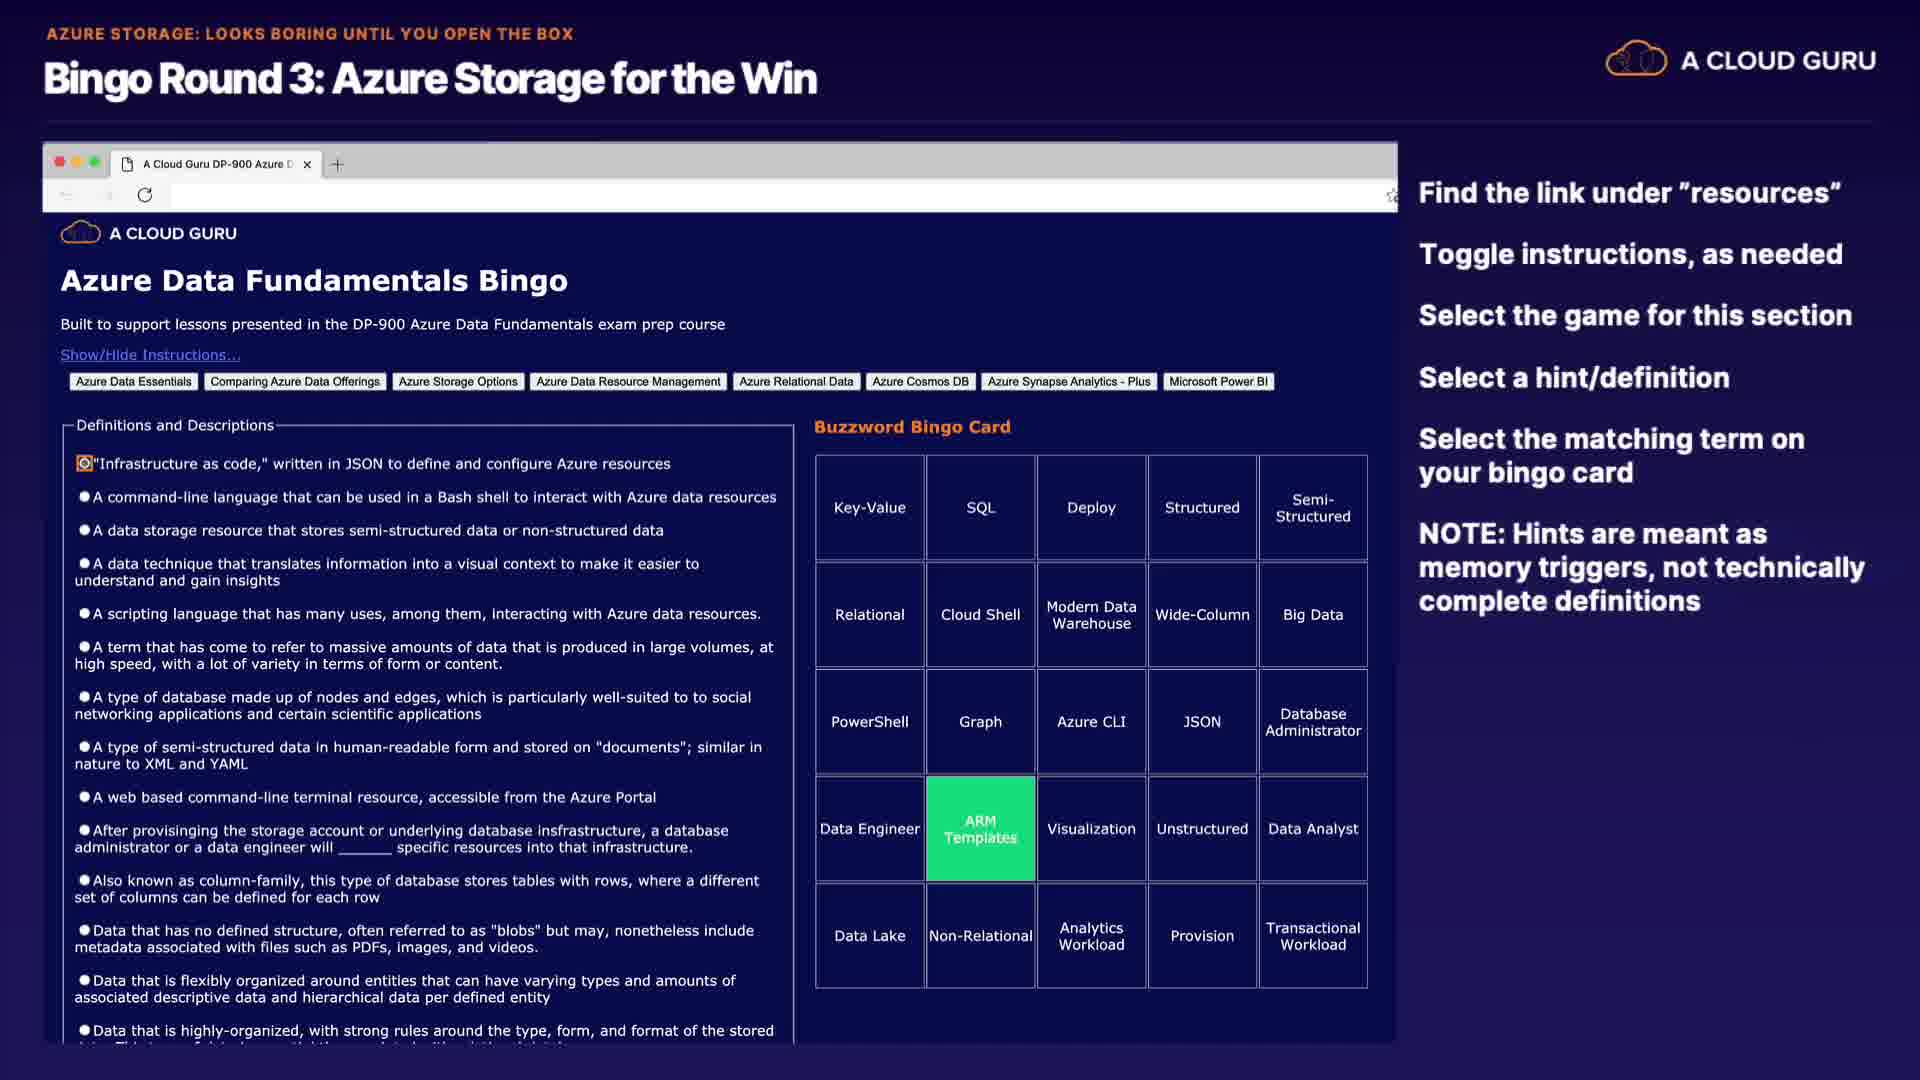 AZURE STORAGE: LOOKS BORING UNTIL YOU OPEN THE BOX
Bingo Round 3: Azure Storage for the Win
A CLOUD GURU
A Cloud Guru DP-900 Azure D
A CLOUD GURU
Azure Data Fundamentals Bingo
Built to support lessons presented in the DP-900 Azure Data Fundamentals exam prep course
Show/Hide Instructions...
Azure Data Essentials
Comparing Azure Data Offerings
Azure Storage Options
Azure Data Resource Management
Azure Relational Data
Azure Cosmos DB
Azure Synapse Analytics - Plus
Microsoft Power BI
Definitions and Descriptions
"Infrastructure as code," written in JSON to define and configure Azure resources
A command-line language that can be used in a Bash shell to interact with Azure data resources
A data storage resource that stores semi-structured data or non-structured data
A data technique that translates information into a visual context to make it easier to
understand and gain insights
A scripting language that has many uses, among them, interacting with Azure data resources.
A term that has come to refer to massive amounts of data that is produced in large volumes, at
high speed, with a lot of variety in terms of form or content.
A type of database made up of nodes and edges, which is particularly well-suited to to social
networking applications and certain scientific applications
A type of semi-structured data in human-readable form and stored on "documents"; similar in
nature to XML and YAML
A web based command-line terminal resource, accessible from the Azure Portal
After provisinging the storage account or underlying database insfrastructure, a database
administrator or a data engineer will ______ specific resources into that infrastructure.
Also known as column-family, this type of database stores tables with rows, where a different
set of columns can be defined for each row
Data that has no defined structure, often referred to as "blobs" but may, nonetheless include
metadata associated with files such as PDFs, images, and videos.
Data that is flexibly organized around entities that can have varying types and amounts of
associated descriptive data and hierarchical data per defined entity
Data that is highly-organized, with strong rules around the type, form, and format of the stored
Buzzword Bingo Card
Key-Value
SQL
Deploy
Structured
Semi-
Structured
Relational
Cloud Shell
Modern Data
Warehouse
Wide-Column
Big Data
PowerShell
Graph
Azure CLI
JSON
Database
Administrator
Data Engineer
ARM
Templates
Visualization
Unstructured
Data Analyst
Data Lake
Non-Relational
Analytics
Workload
Provision
Transactional
Workload
Find the link under "resources"
Toggle instructions, as needed
Select the game for this section
Select a hint/definition
Select the matching term on
your bingo card
NOTE: Hints are meant as
memory triggers, not technically
complete definitions